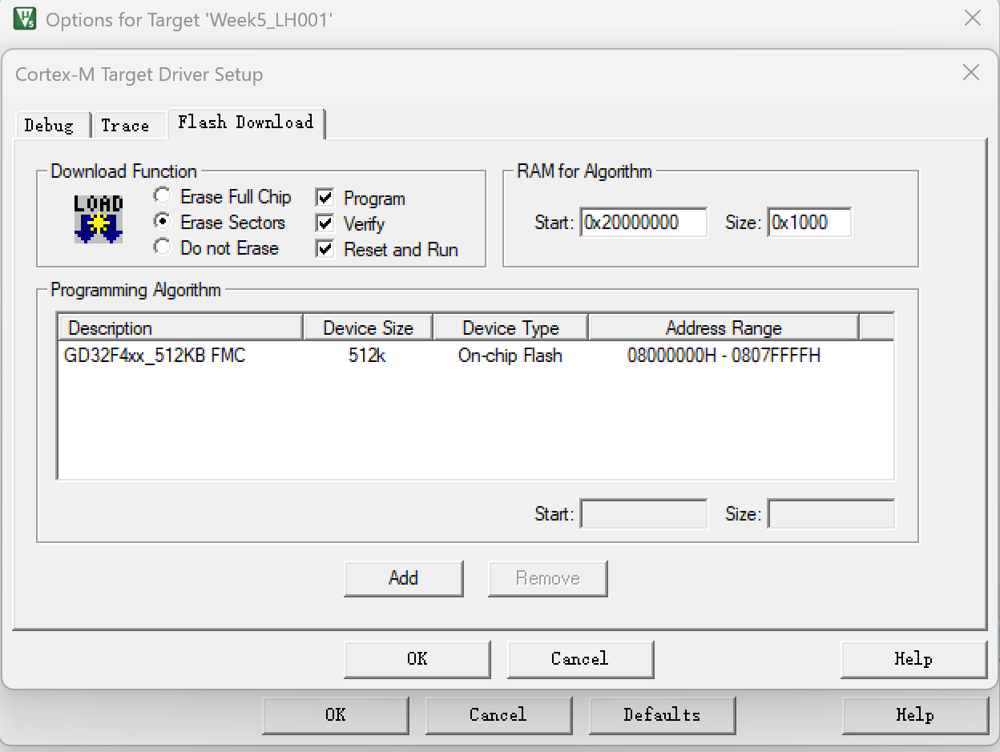 Options for Target 'Week5_LH001'
Cortex-M Target Driver Setup
Debug Trace Flash Download
Download Function
LOAD
Erase Full Chip
Erase Sectors
Do not Erase
Program
Verify
Reset and Run
RAM for Algorithm
Start: 0x20000000 Size: 0x1000
Programming Algorithm
Description Device Size Device Type Address Range
GD32F4xx_512KB FMC 512k On-chip Flash 08000000H - 0807FFFFH
Start: Size:
Add Remove
OK Cancel Help
OK Cancel Defaults Help